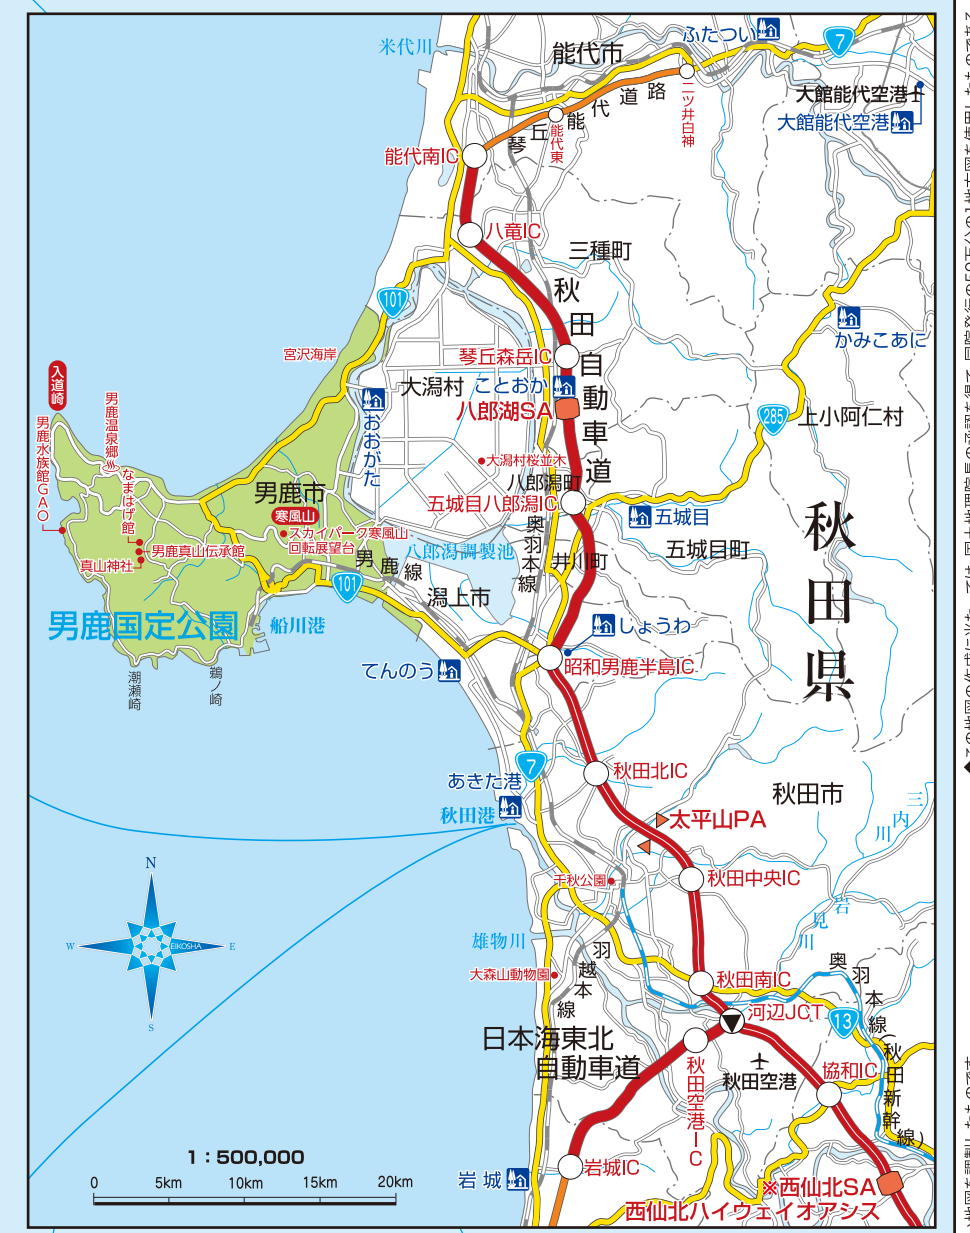 米代川
能代市
ふたつい
7
大館能代空港
大館能代空港
二ツ井白神
琴丘能代道路
能代東
能代南IC
八竜IC
三種町
秋田自動車道
101
かみこあに
宮沢海岸
琴丘森岳IC
大潟村
ことおか
八郎湖SA
おおがた
285
上小阿仁村
入道崎
男鹿温泉郷
男鹿水族館GAO
なまはげ館
大潟村桜並木
八郎潟町
男鹿市
五城目八郎潟IC
寒風山
スカイパーク寒風山
回転展望台
五城目
秋田県
奥羽本線
男鹿真山伝承館
真山神社
八郎潟調製池
五城目町
井川町
男鹿線
101
潟上市
男鹿国定公園
船川港
しょうわ
てんのう
昭和男鹿半島IC
潮瀬崎
鵜ノ崎
7
秋田北IC
あきた港
秋田港
秋田市
三内川
太平山PA
千秋公園
秋田中央IC
岩見川
雄物川
大森山動物園
羽越本線
秋田南IC
奥羽本線(秋田新幹線)
河辺JCT
13
日本海東北
自動車道
秋田空港
秋田空港IC
協和IC
N
W
EIKOSHA
E
S
岩城IC
岩城
※西仙北SA
西仙北ハイウェイオアシス
1：500,000
0 5km 10km 15km 20km